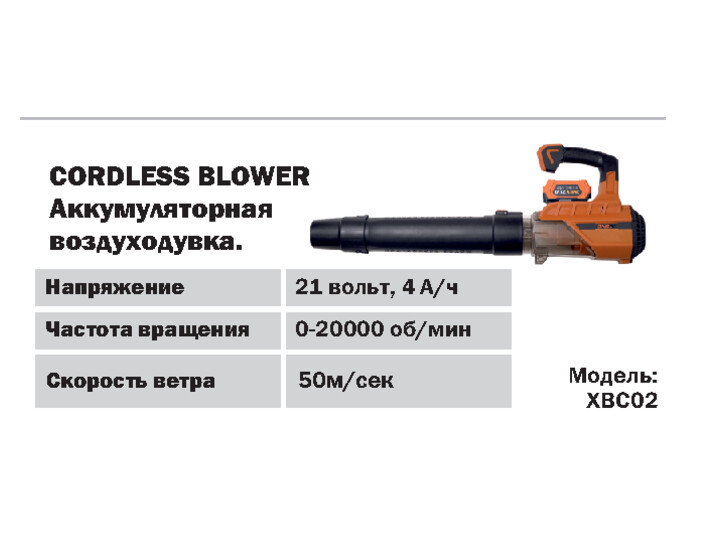 CORDLESS BLOWER
Аккумуляторная
воздуходувка.
Напряжение 21 вольт, 4 А/ч
Частота вращения 0-20000 об/мин
Скорость ветра 50м/сек
Модель:
XBC02